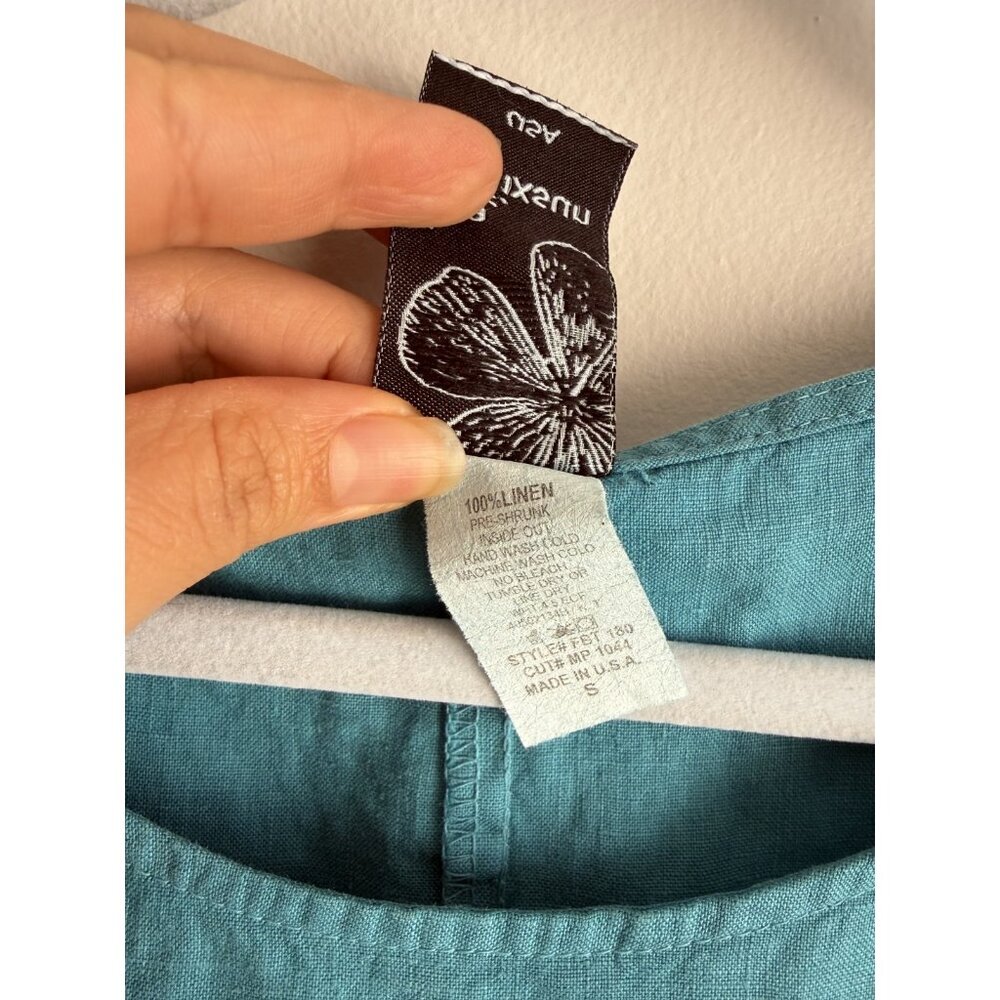 USA
100%LINEN
PRE-SHRUNK
INSIDE OUT
HAND WASH COLD
MACHINE WASH COLD
NO BLEACH
TUMBLE DRY OR
LINE DRY
STYLE# FBT 180
CUT# MP 1044
MADE IN U.S.A.
S